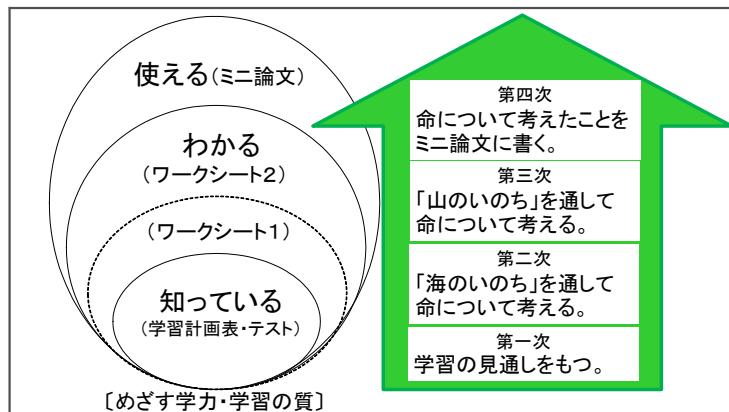 使える(ミニ論文)
わかる
(ワークシート2)
(ワークシート1)
知っている
(学習計画表・テスト)
〔めざす学力・学習の質〕
第四次
命について考えたことを
ミニ論文に書く。
第三次
「山のいのち」を通して
命について考える。
第二次
「海のいのち」を通して
命について考える。
第一次
学習の見通しをもつ。